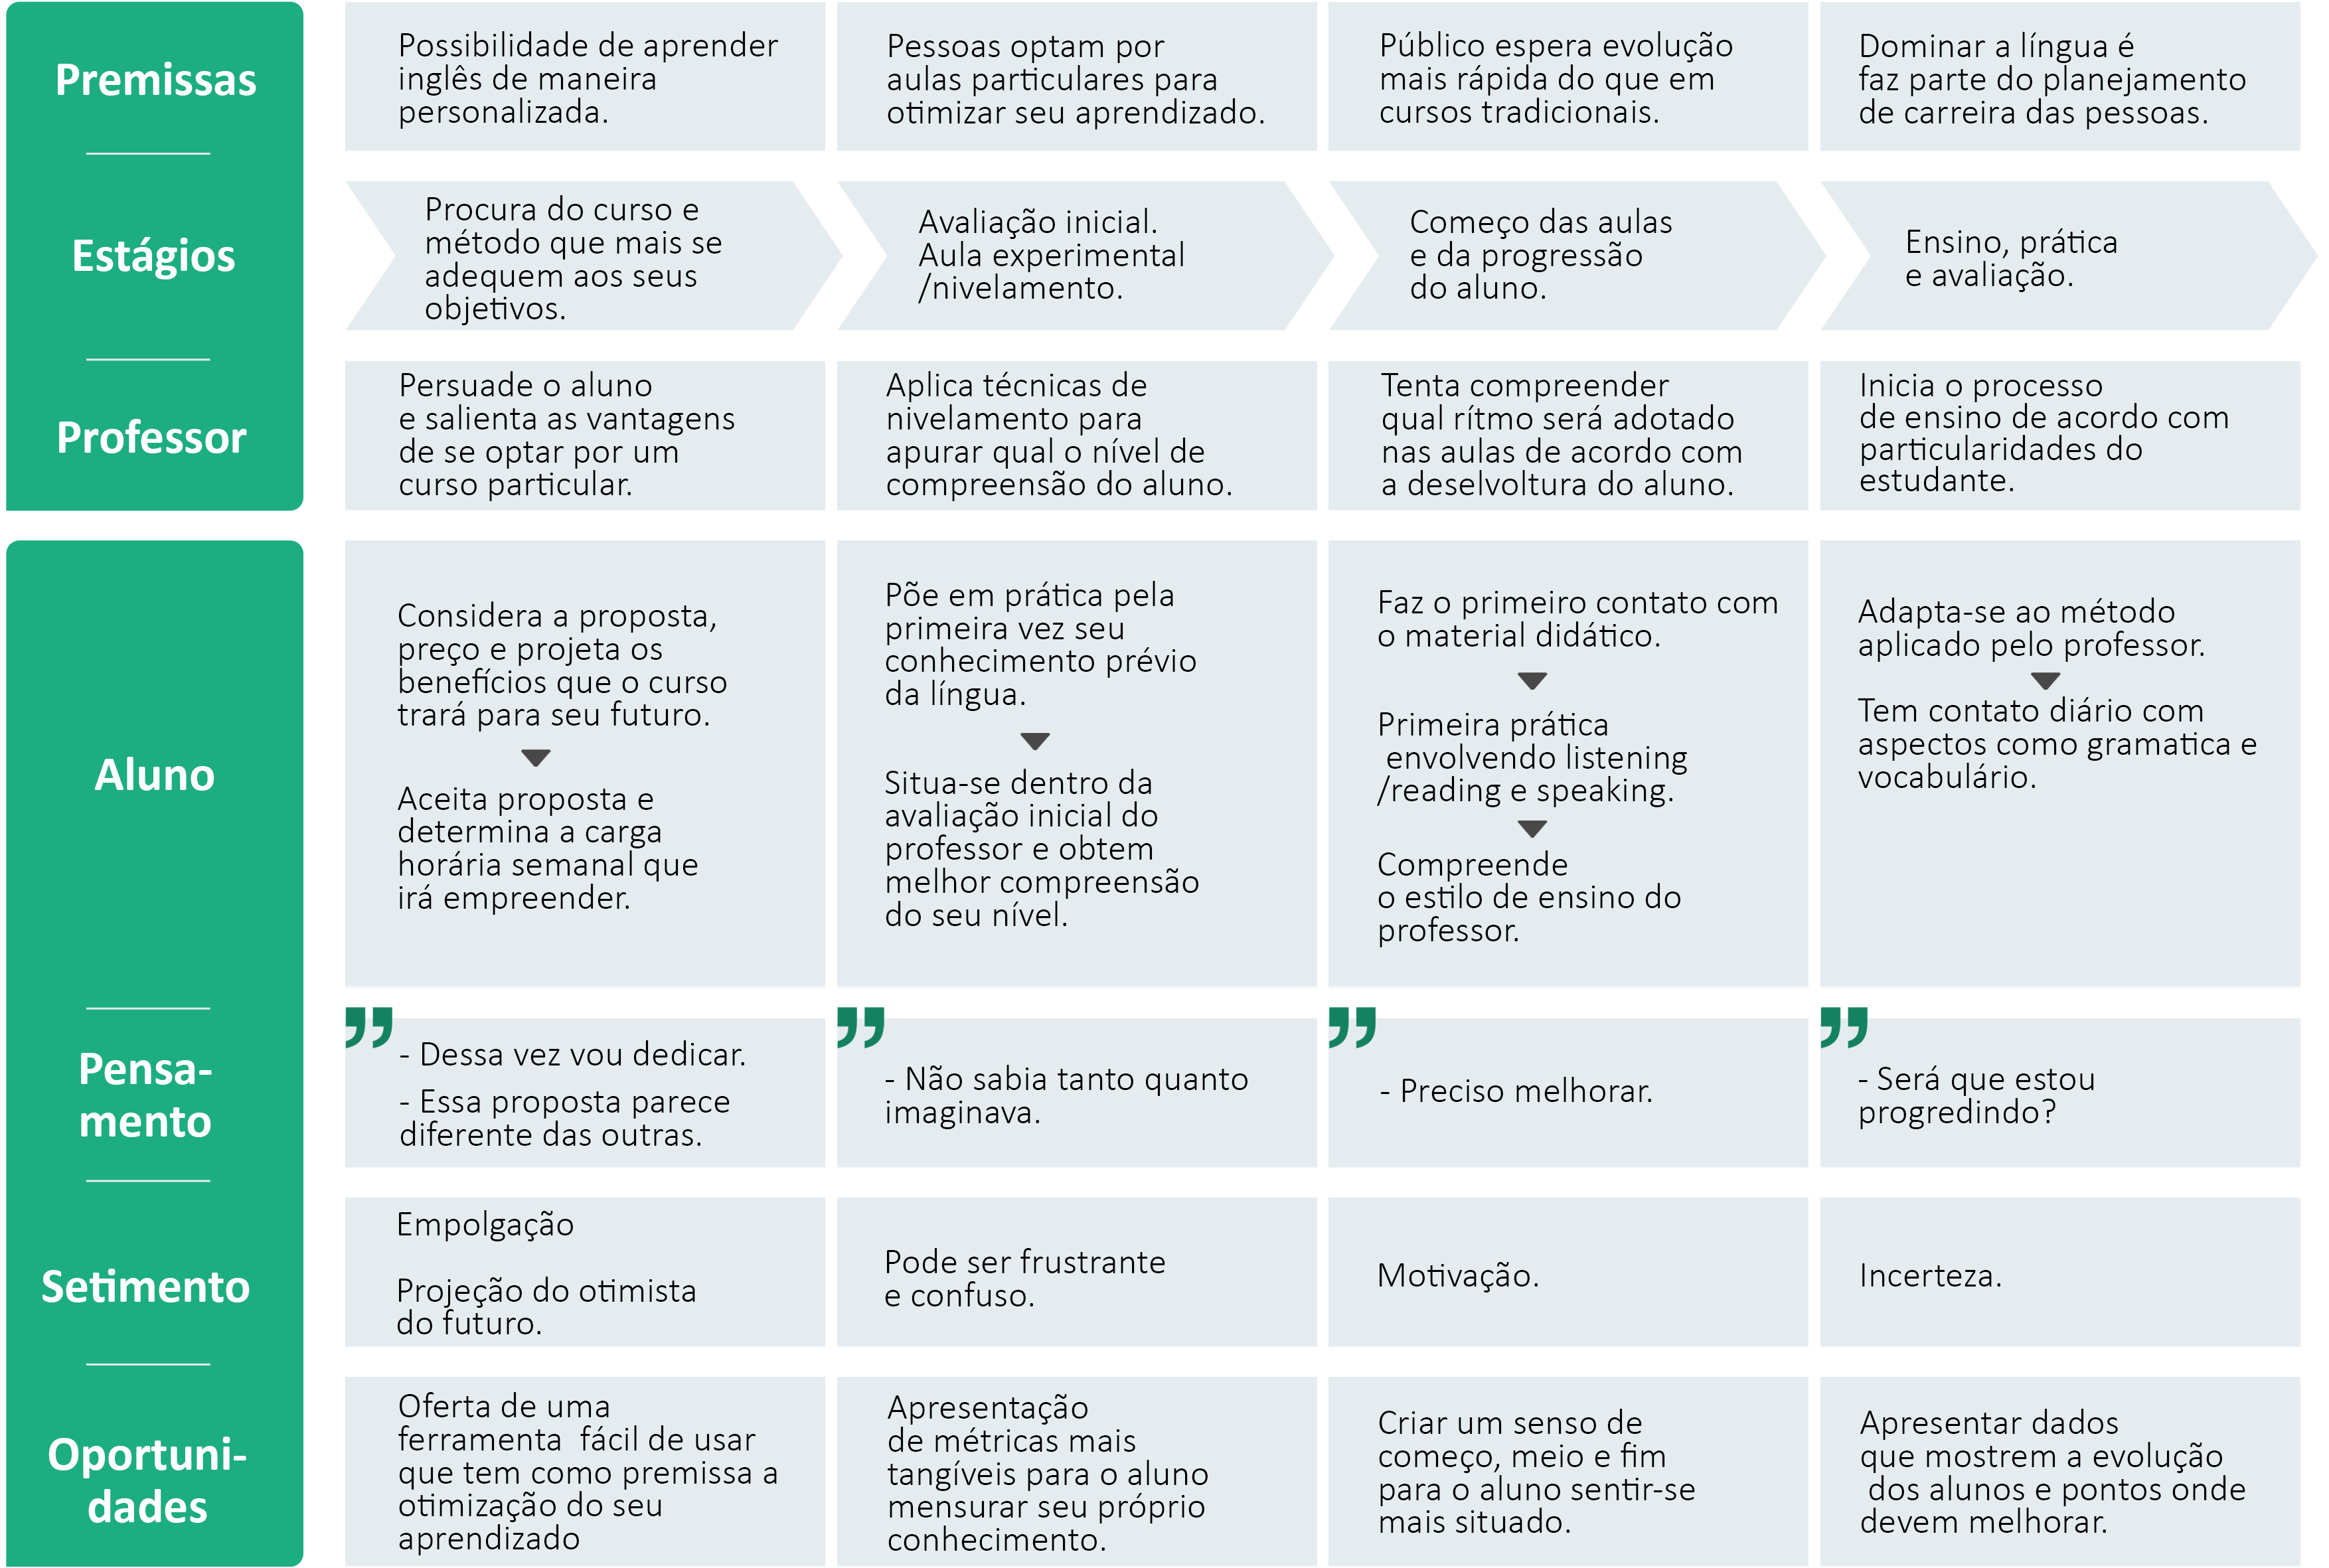 Premissas
Possibilidade de aprender
inglês de maneira
personalizada.
Pessoas optam por
aulas particulares para
otimizar seu aprendizado.
Público espera evolução
mais rápida do que em
cursos tradicionais.
Dominar a língua é
faz parte do planejamento
de carreira das pessoas.
Estágios
Procura do curso e
método que mais se
adequem aos seus
objetivos.
Avaliação inicial.
Aula experimental
/nivelamento.
Começo das aulas
e da progressão
do aluno.
Ensino, prática
e avaliação.
Professor
Persuade o aluno
e salienta as vantagens
de se optar por um
curso particular.
Aplica técnicas de
nivelamento para
apurar qual o nível de
compreensão do aluno.
Tenta compreender
qual rítmo será adotado
nas aulas de acordo com
a deselvoltura do aluno.
Inicia o processo
de ensino de acordo com
particularidades do
estudante.
Aluno
Considera a proposta,
preço e projeta os
benefícios que o curso
trará para seu futuro.
Aceita proposta e
determina a carga
horária semanal que
irá empreender.
Põe em prática pela
primeira vez seu
conhecimento prévio
da língua.
Situa-se dentro da
avaliação inicial do
professor e obtem
melhor compreensão
do seu nível.
Faz o primeiro contato com
o material didático.
Primeira prática
envolvendo listening
/reading e speaking.
Compreende
o estilo de ensino do
professor.
Adapta-se ao método
aplicado pelo professor.
Tem contato diário com
aspectos como gramatica e
vocabulário.
Pensa-
mento
- Dessa vez vou dedicar.
- Essa proposta parece
diferente das outras.
- Não sabia tanto quanto
imaginava.
- Preciso melhorar.
- Será que estou
progredindo?
Setimento
Empolgação
Projeção do otimista
do futuro.
Pode ser frustrante
e confuso.
Motivação.
Incerteza.
Oportuni-
dades
Oferta de uma
ferramenta  fácil de usar
que tem como premissa a
otimização do seu
aprendizado
Apresentação
de métricas mais
tangíveis para o aluno
mensurar seu próprio
conhecimento.
Criar um senso de
começo, meio e fim
para o aluno sentir-se
mais situado.
Apresentar dados
que mostrem a evolução
dos alunos e pontos onde
devem melhorar.